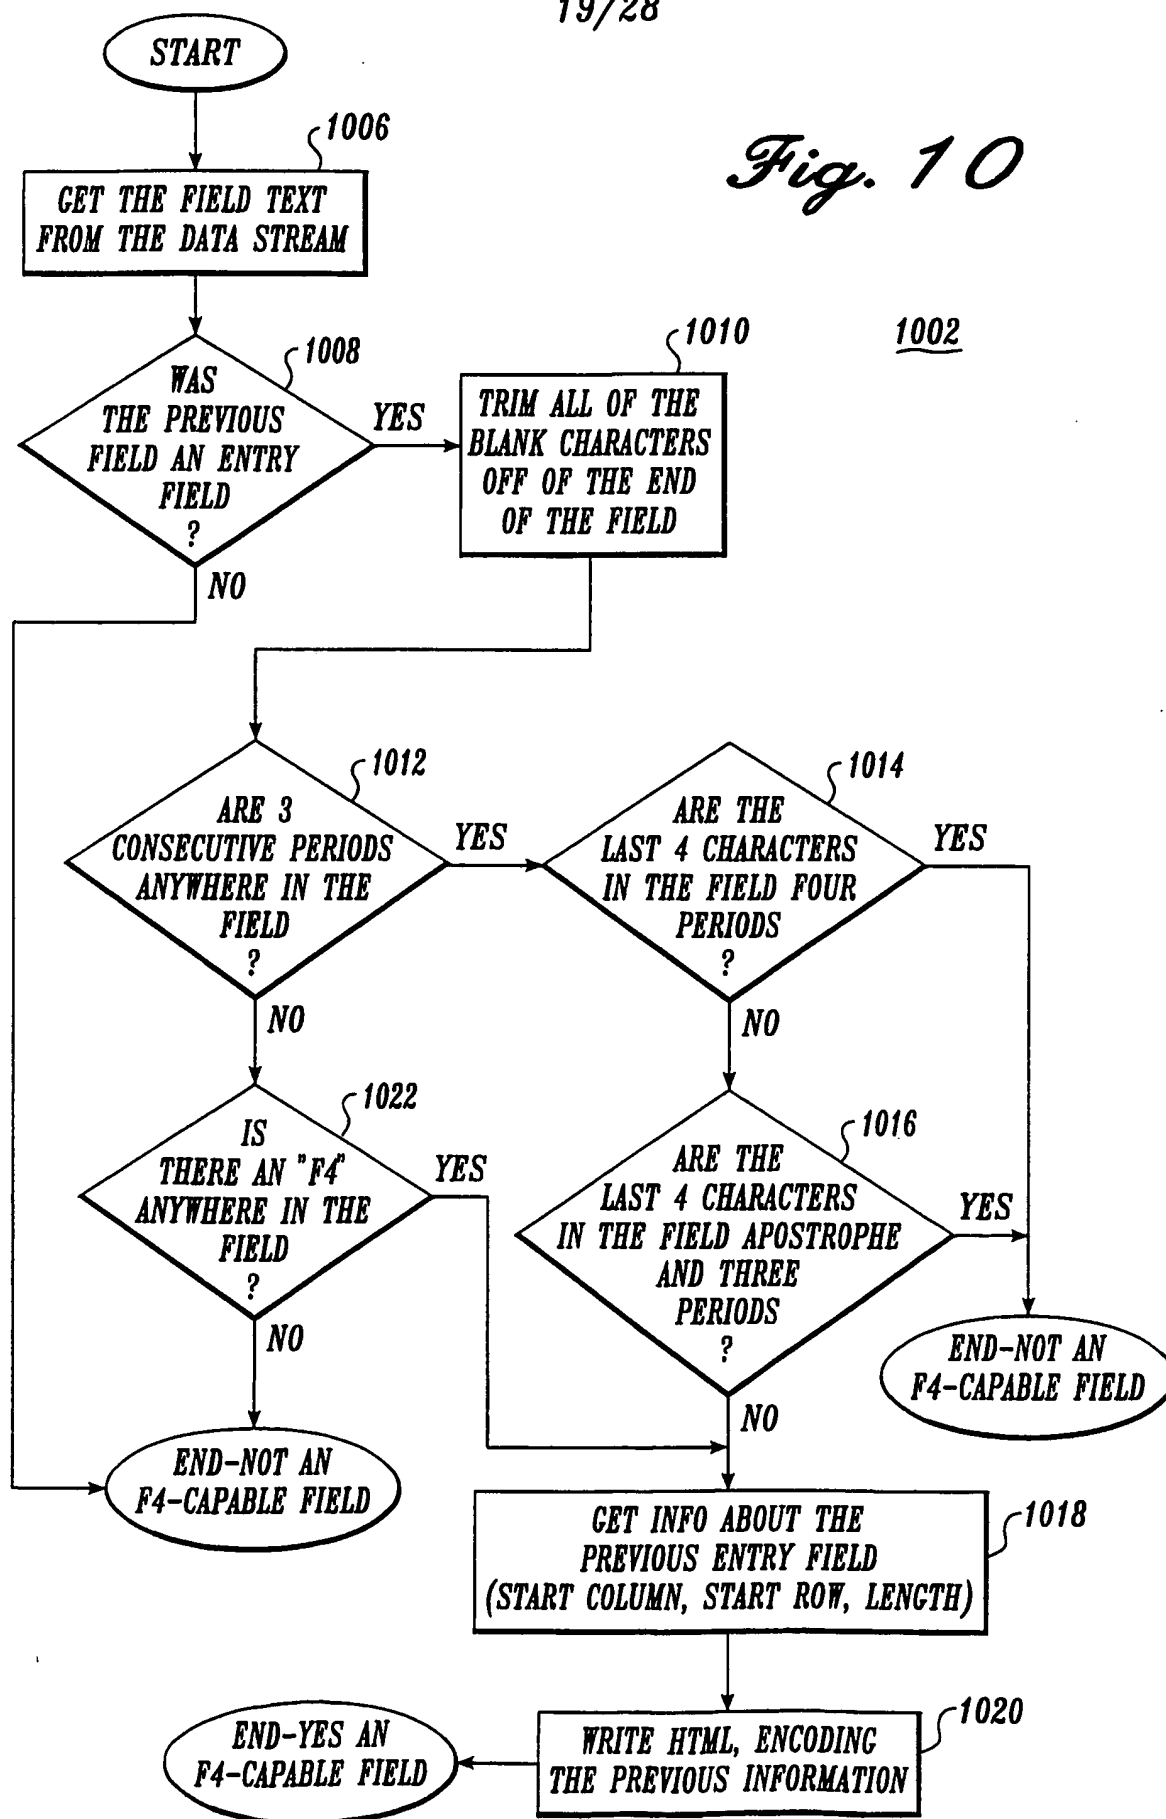 19/28
START
1006
Fig. 10
GET THE FIELD TEXT
FROM THE DATA STREAM
1002
1008
WAS
THE PREVIOUS
FIELD AN ENTRY
FIELD
?
YES
NO
1010
TRIM ALL OF THE
BLANK CHARACTERS
OFF OF THE END
OF THE FIELD
1012
ARE 3
CONSECUTIVE PERIODS
ANYWHERE IN THE
FIELD
?
YES
NO
1014
ARE THE
LAST 4 CHARACTERS
IN THE FIELD FOUR
PERIODS
?
YES
NO
1022
IS
THERE AN "F4"
ANYWHERE IN THE
FIELD
?
YES
NO
1016
ARE THE
LAST 4 CHARACTERS
IN THE FIELD APOSTROPHE
AND THREE
PERIODS
?
YES
NO
END-NOT AN
F4-CAPABLE FIELD
END-NOT AN
F4-CAPABLE FIELD
1018
GET INFO ABOUT THE
PREVIOUS ENTRY FIELD
(START COLUMN, START ROW, LENGTH)
1020
WRITE HTML, ENCODING
THE PREVIOUS INFORMATION
END-YES AN
F4-CAPABLE FIELD